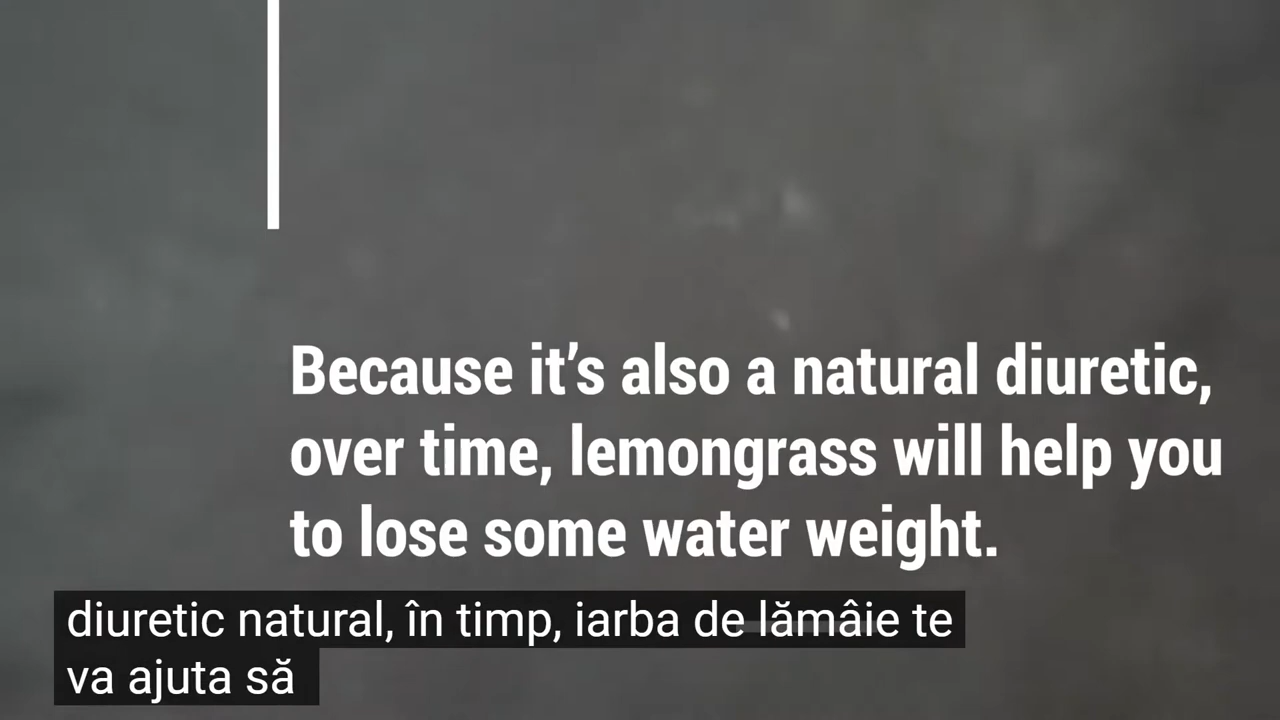 Because it’s also a natural diuretic,
over time, lemongrass will help you
to lose some water weight.
diuretic natural, în timp, iarba de lămâie te
va ajuta să